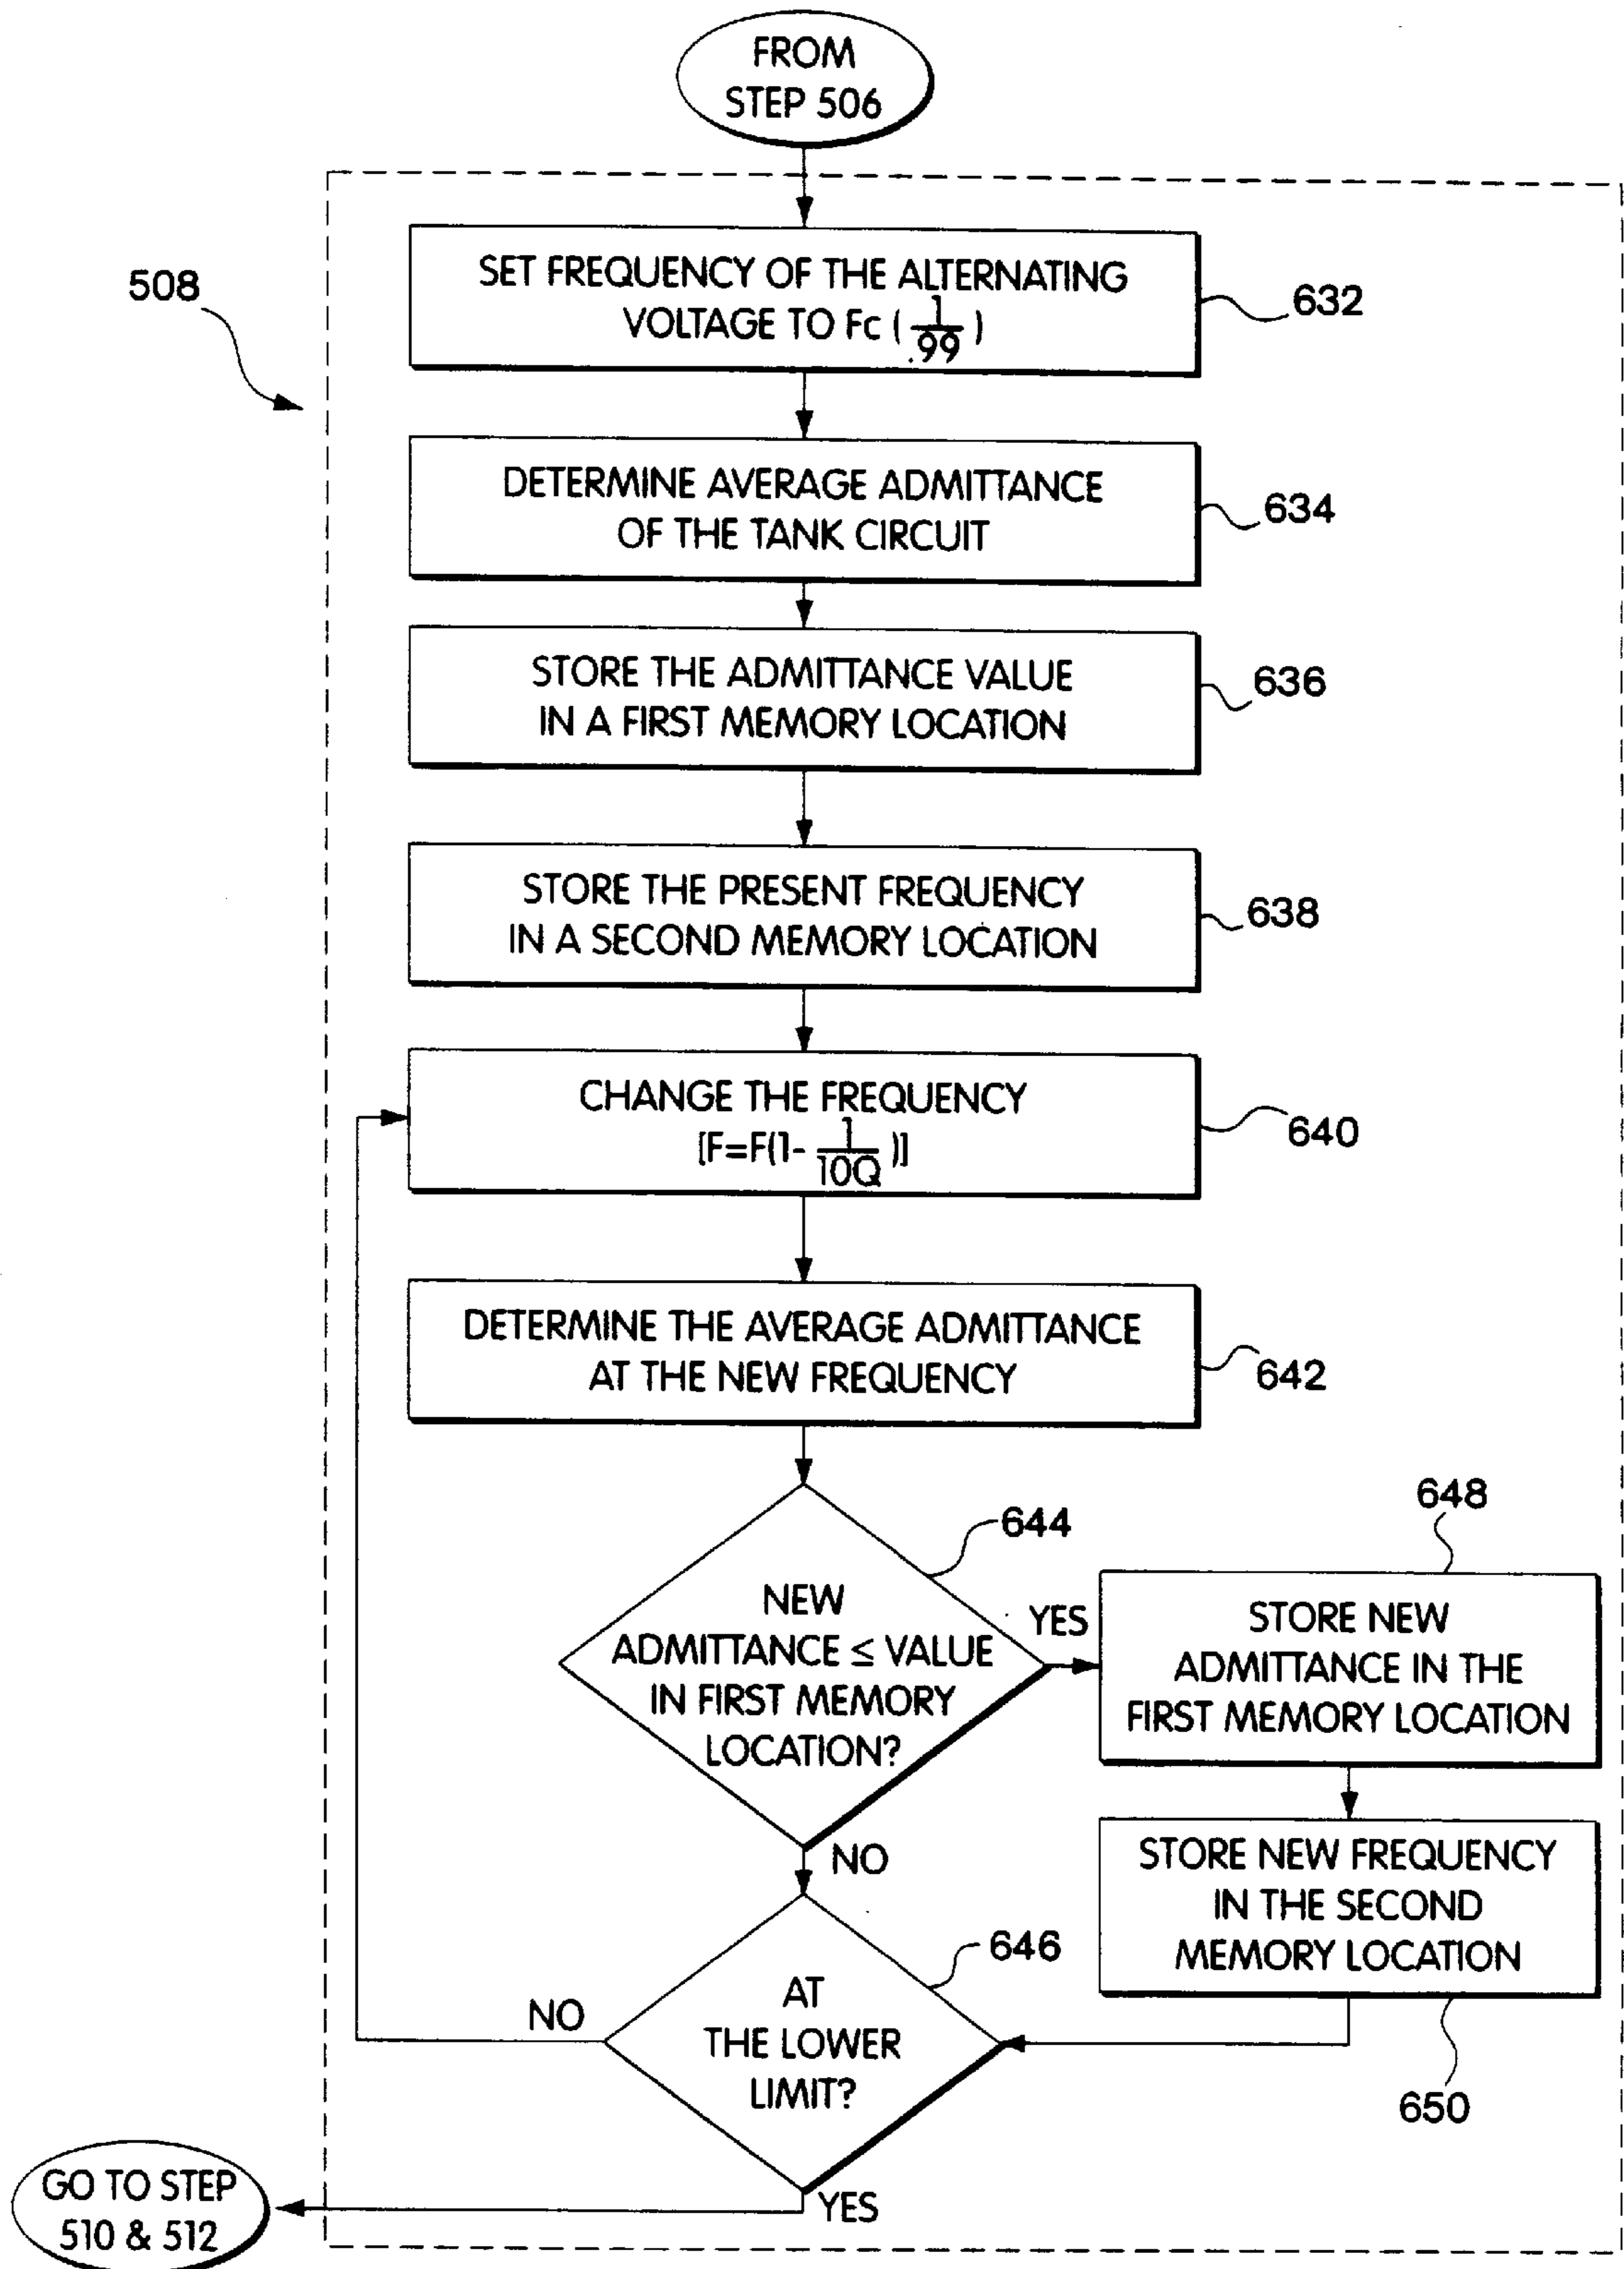 FROM
STEP 506
508
SET FREQUENCY OF THE ALTERNATING
VOLTAGE TO Fc ( 1/.99 )
632
DETERMINE AVERAGE ADMITTANCE
OF THE TANK CIRCUIT
634
STORE THE ADMITTANCE VALUE
IN A FIRST MEMORY LOCATION
636
STORE THE PRESENT FREQUENCY
IN A SECOND MEMORY LOCATION
638
CHANGE THE FREQUENCY
[F=F(1- 1/10Q )]
640
DETERMINE THE AVERAGE ADMITTANCE
AT THE NEW FREQUENCY
642
644
NEW
ADMITTANCE ≤ VALUE
IN FIRST MEMORY
LOCATION?
YES
NO
648
STORE NEW
ADMITTANCE IN THE
FIRST MEMORY LOCATION
STORE NEW FREQUENCY
IN THE SECOND
MEMORY LOCATION
650
646
AT
THE LOWER
LIMIT?
NO
YES
GO TO STEP
510 & 512